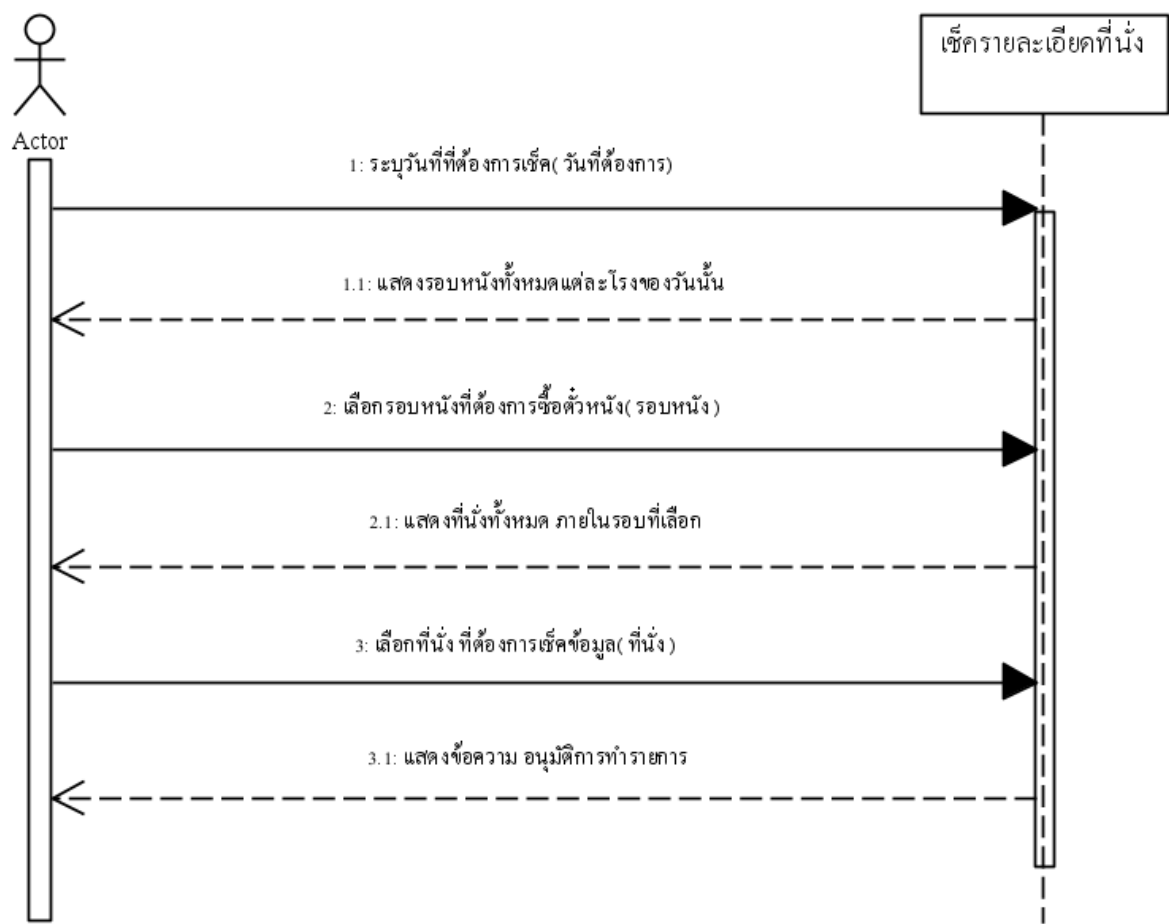 เช็ครายละเอียดที่นั่ง
Actor
1: ระบุวันที่ที่ต้องการเช็ค( วันที่ต้องการ)
1.1: แสดงรอบหนังทั้งหมดแต่ละโรงของวันนั้น
2: เลือกรอบหนังที่ต้องการซื้อตั๋วหนัง( รอบหนัง )
2.1: แสดงที่นั่งทั้งหมด ภายในรอบที่เลือก
3: เลือกที่นั่ง ที่ต้องการเช็คข้อมูล( ที่นั่ง )
3.1: แสดงข้อความ อนุมัติการทำรายการ